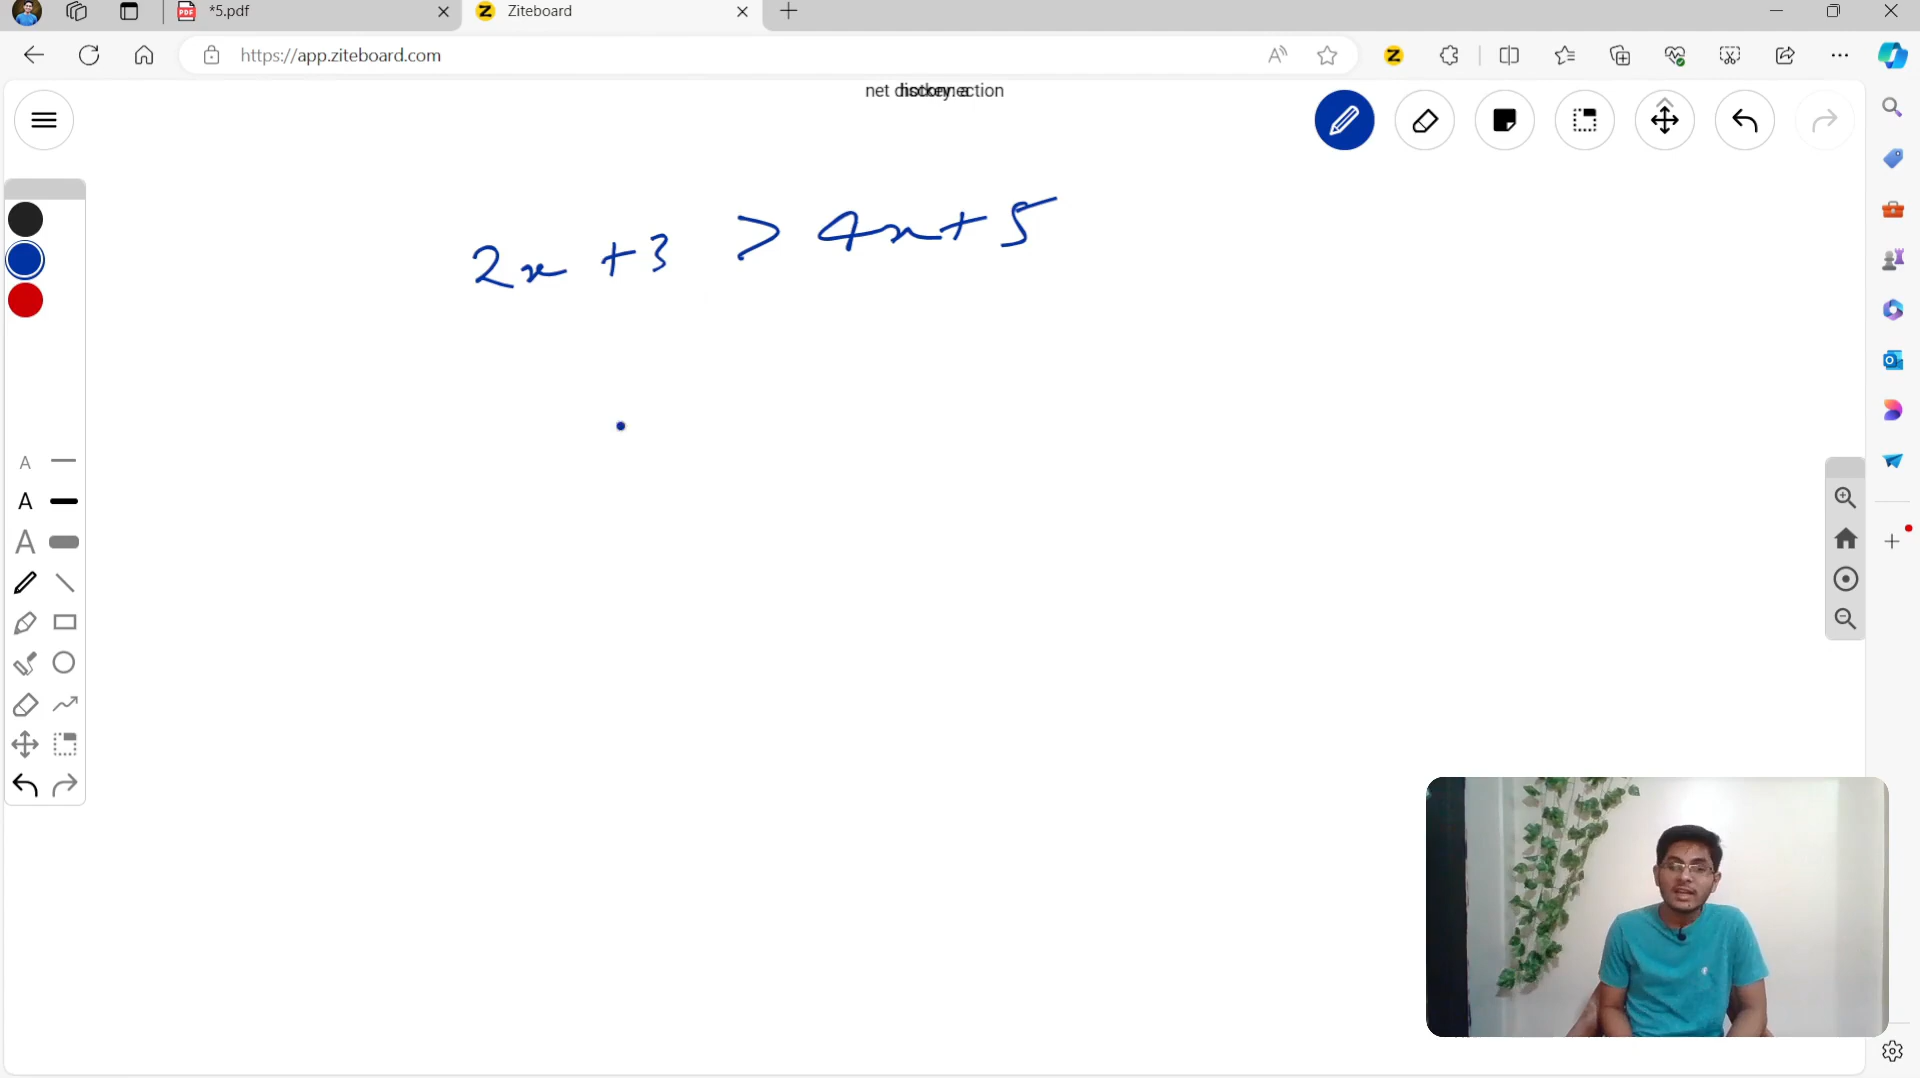 *5.pdf
Ziteboard
https://app.ziteboard.com
2x + 3 > 4x + 5
A
A
A